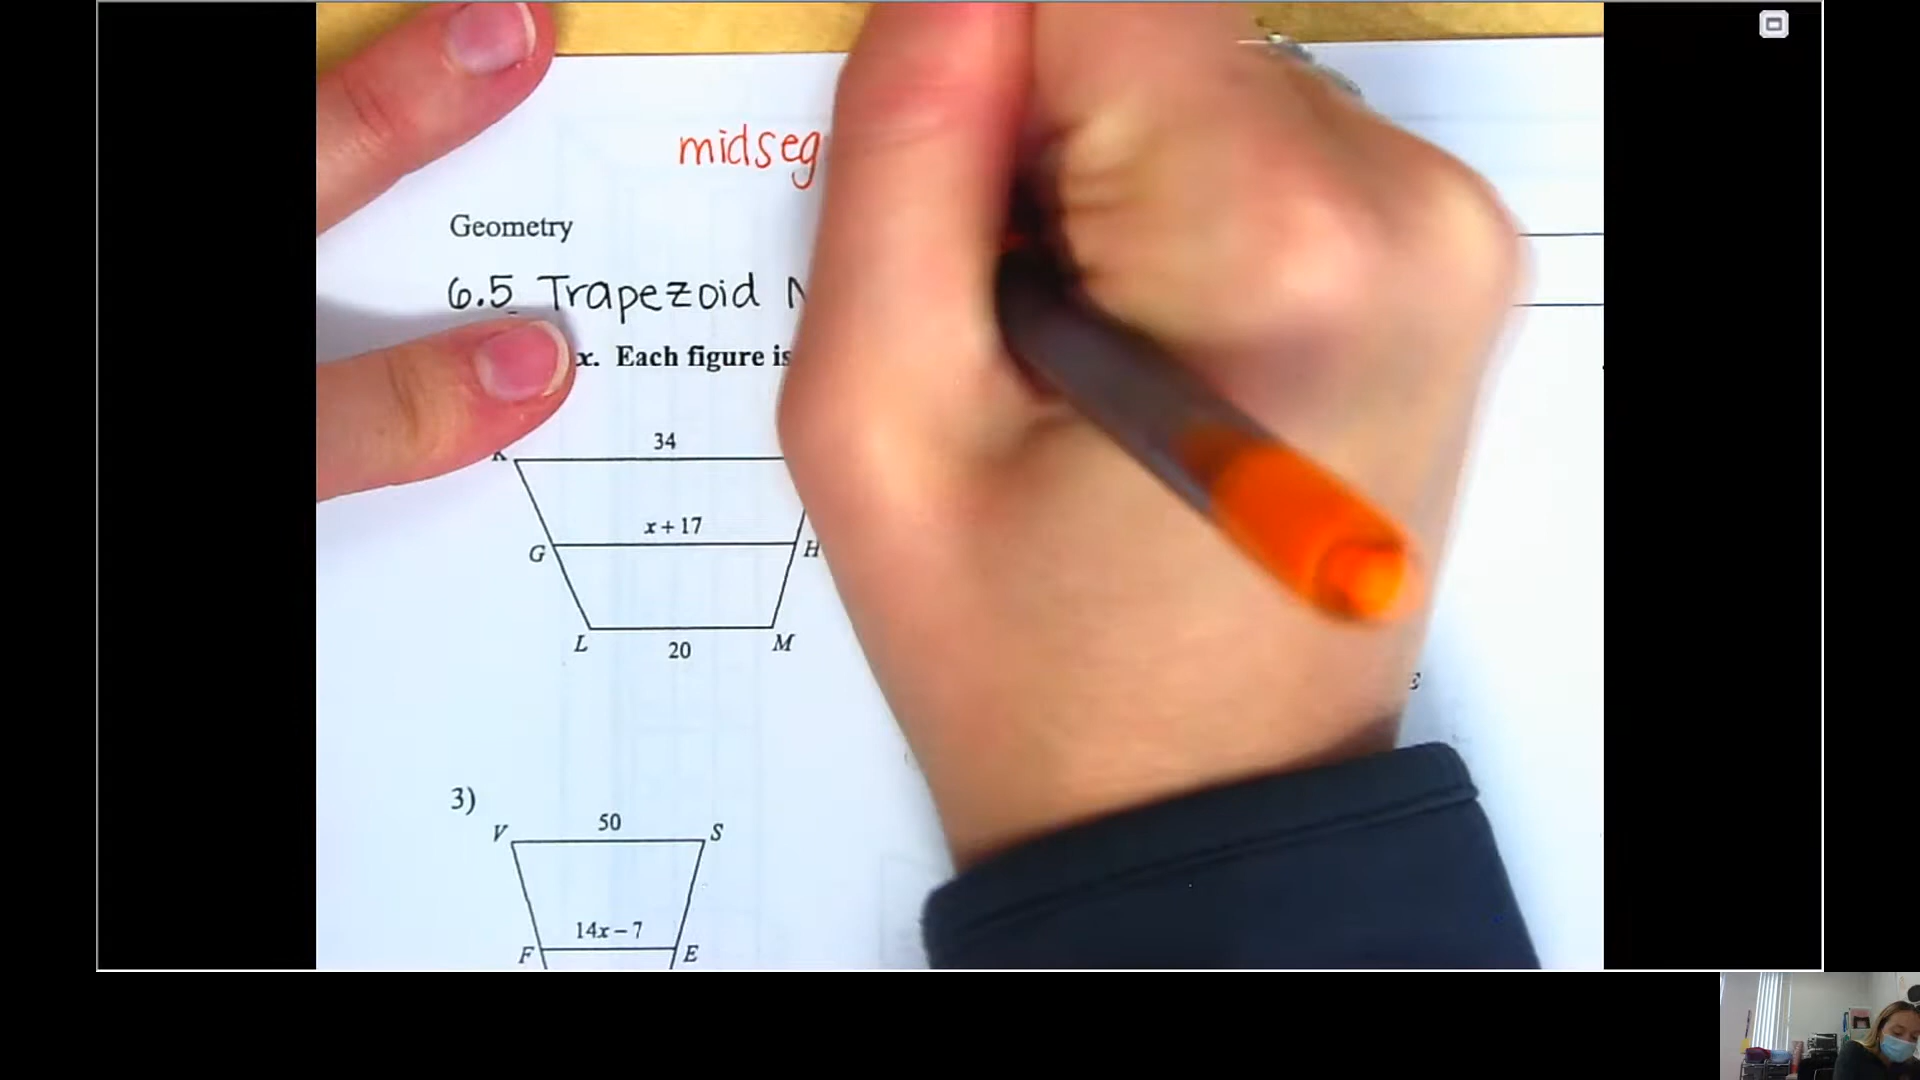 midseg
Geometry
6.5 Trapezoid
x. Each figure is
34
K
x + 17
G
H
L
20
M
3)
50
V
S
14x – 7
F
E
E